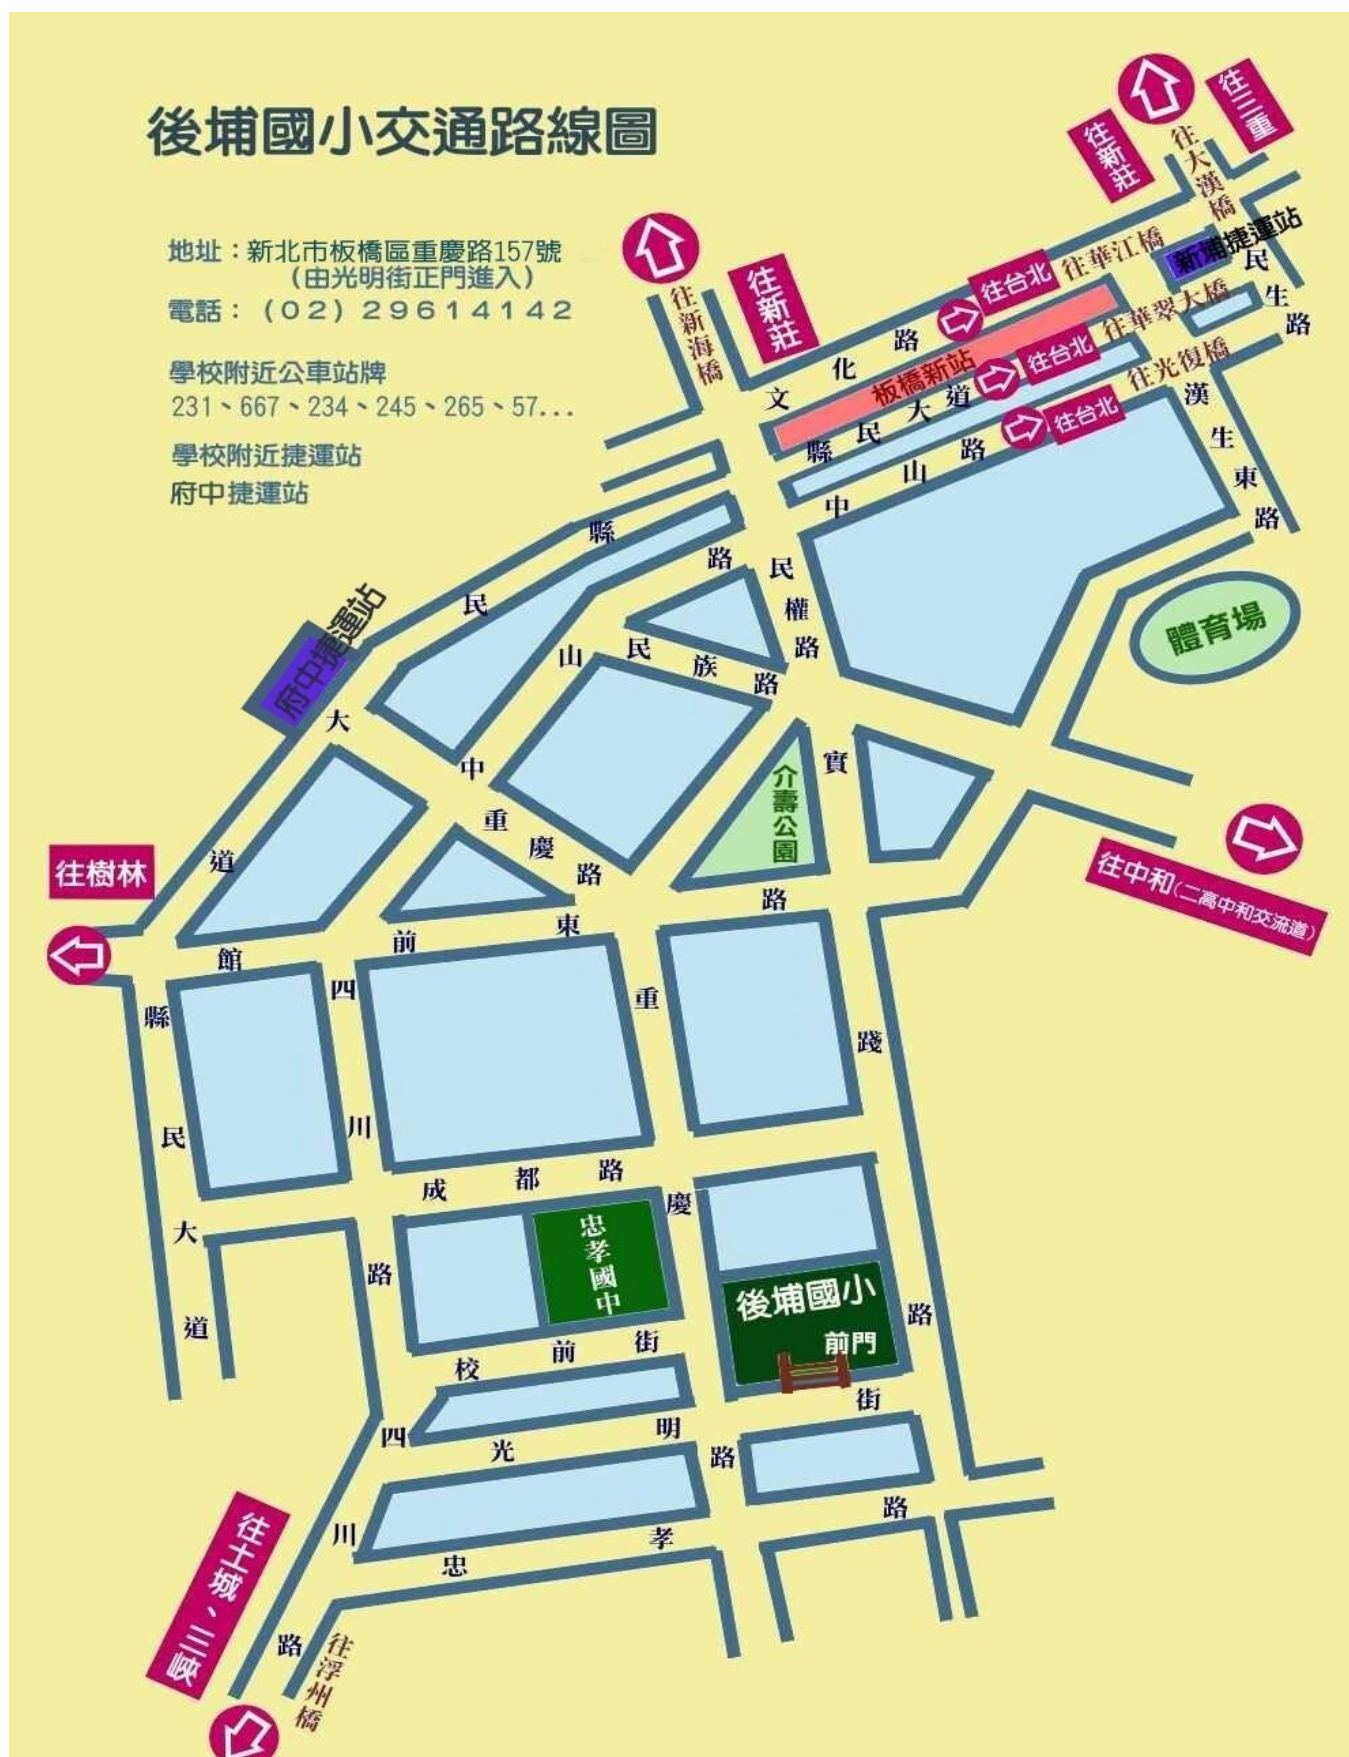 後埔國小交通路線圖
地址：新北市板橋區重慶路157號
（由光明街正門進入）
電話：（02）29614142
學校附近公車站牌
231、667、234、245、265、57...
學校附近捷運站
府中捷運站
往三重
往新莊
往大漢橋
新埔捷運站
民生路
往新海橋
往新莊
文化路
往台北
往華江橋
板橋新站
縣民大道
往台北
往華翠大橋
中山路
往台北
往光復橋
漢生東路
體育場
府中捷運站
縣民大道
中山路
民族路
民權路
重慶路
介壽公園
實踐路
往中和(二高中和交流道)
往樹林
館前東路
四川路
重慶路
縣民大道
成都路
忠孝國中
後埔國小
前門
校前街
光明街
四川路
忠孝路
往土城、三峽
往浮州橋